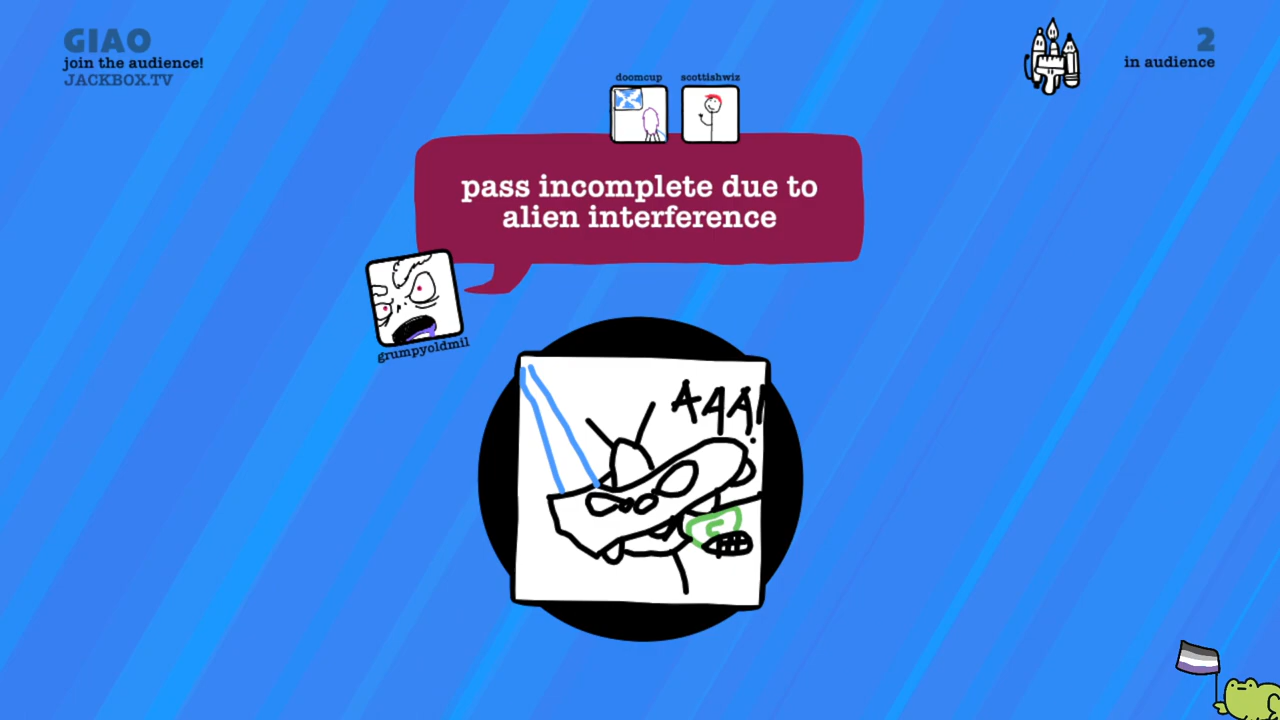 GIAO
join the audience!
JACKBOX.TV
2
in audience
doomcup
scottishwiz
pass incomplete due to
alien interference
grumpyoldmil
AAA!